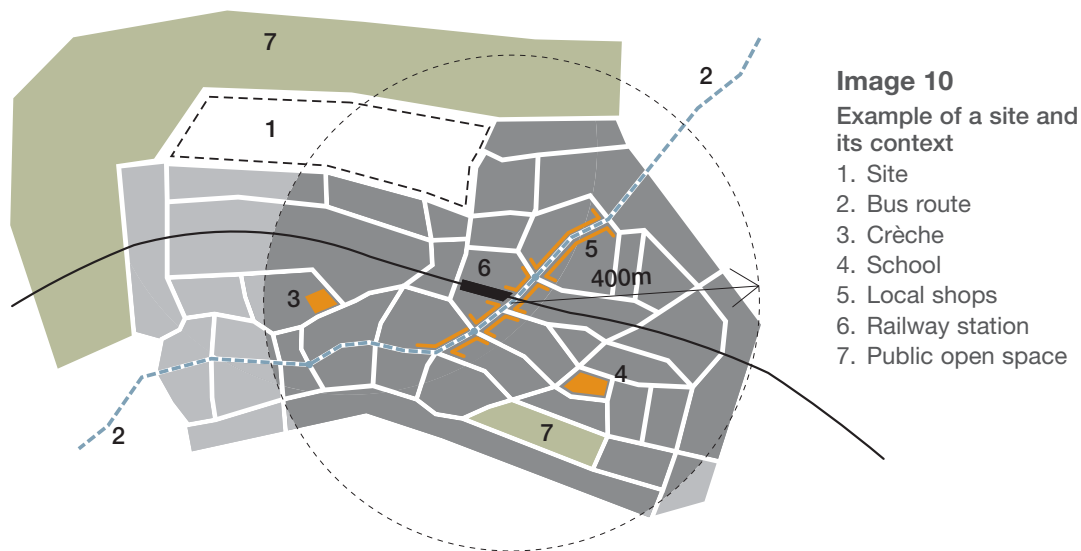 7
2
1
5
6
400m
3
4
7
2
Image 10
Example of a site and
its context
1. Site
2. Bus route
3. Crèche
4. School
5. Local shops
6. Railway station
7. Public open space